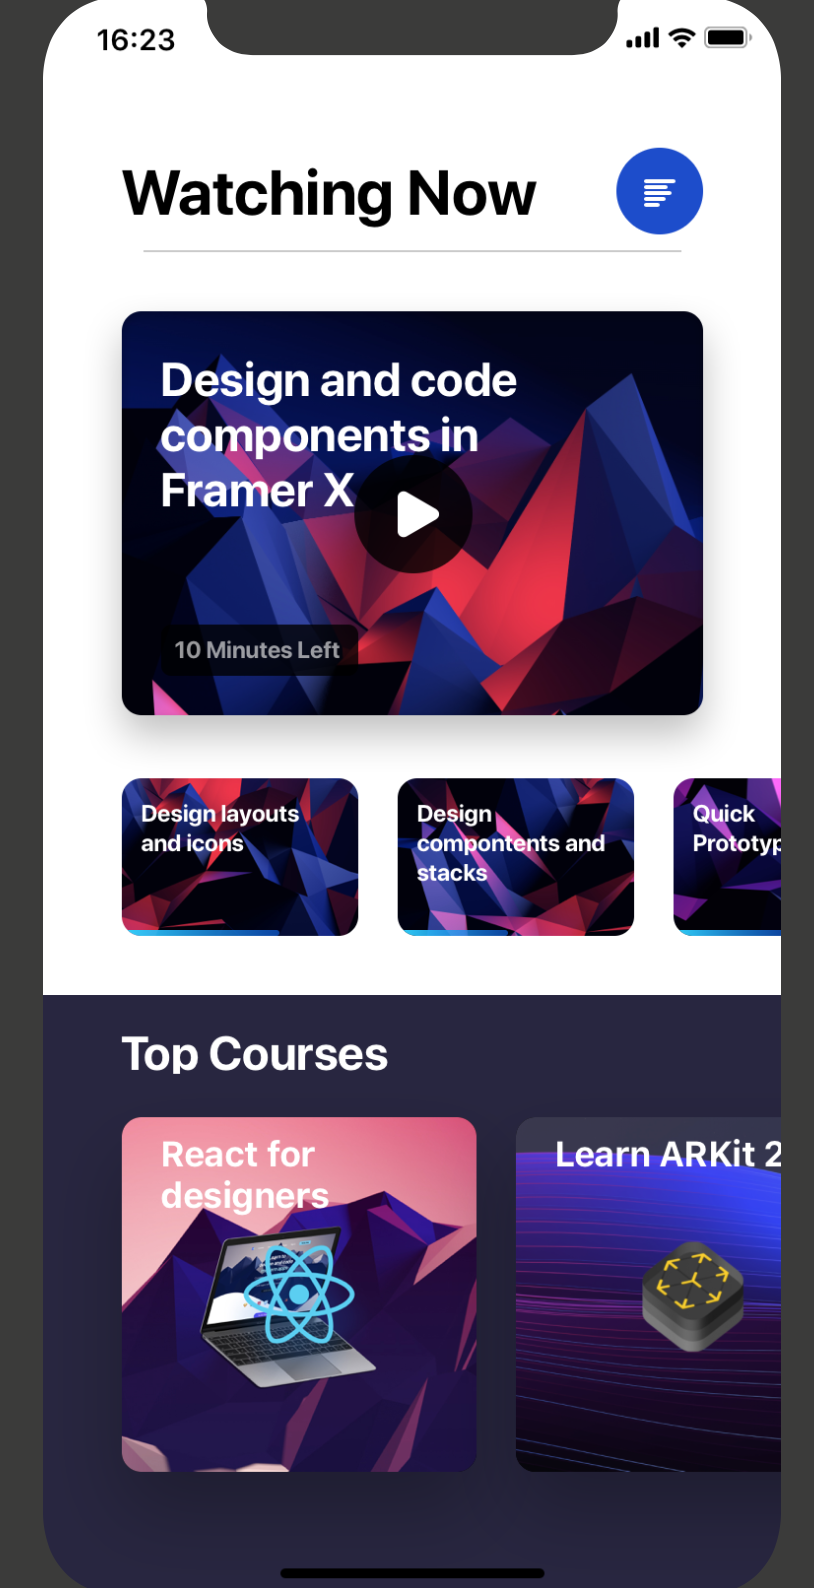 16:23
Watching Now
Design and code
components in
Framer X
10 Minutes Left
Design layouts
and icons
Design
compontents and
stacks
Quick
Prototyp
Top Courses
React for
designers
Learn ARKit 2